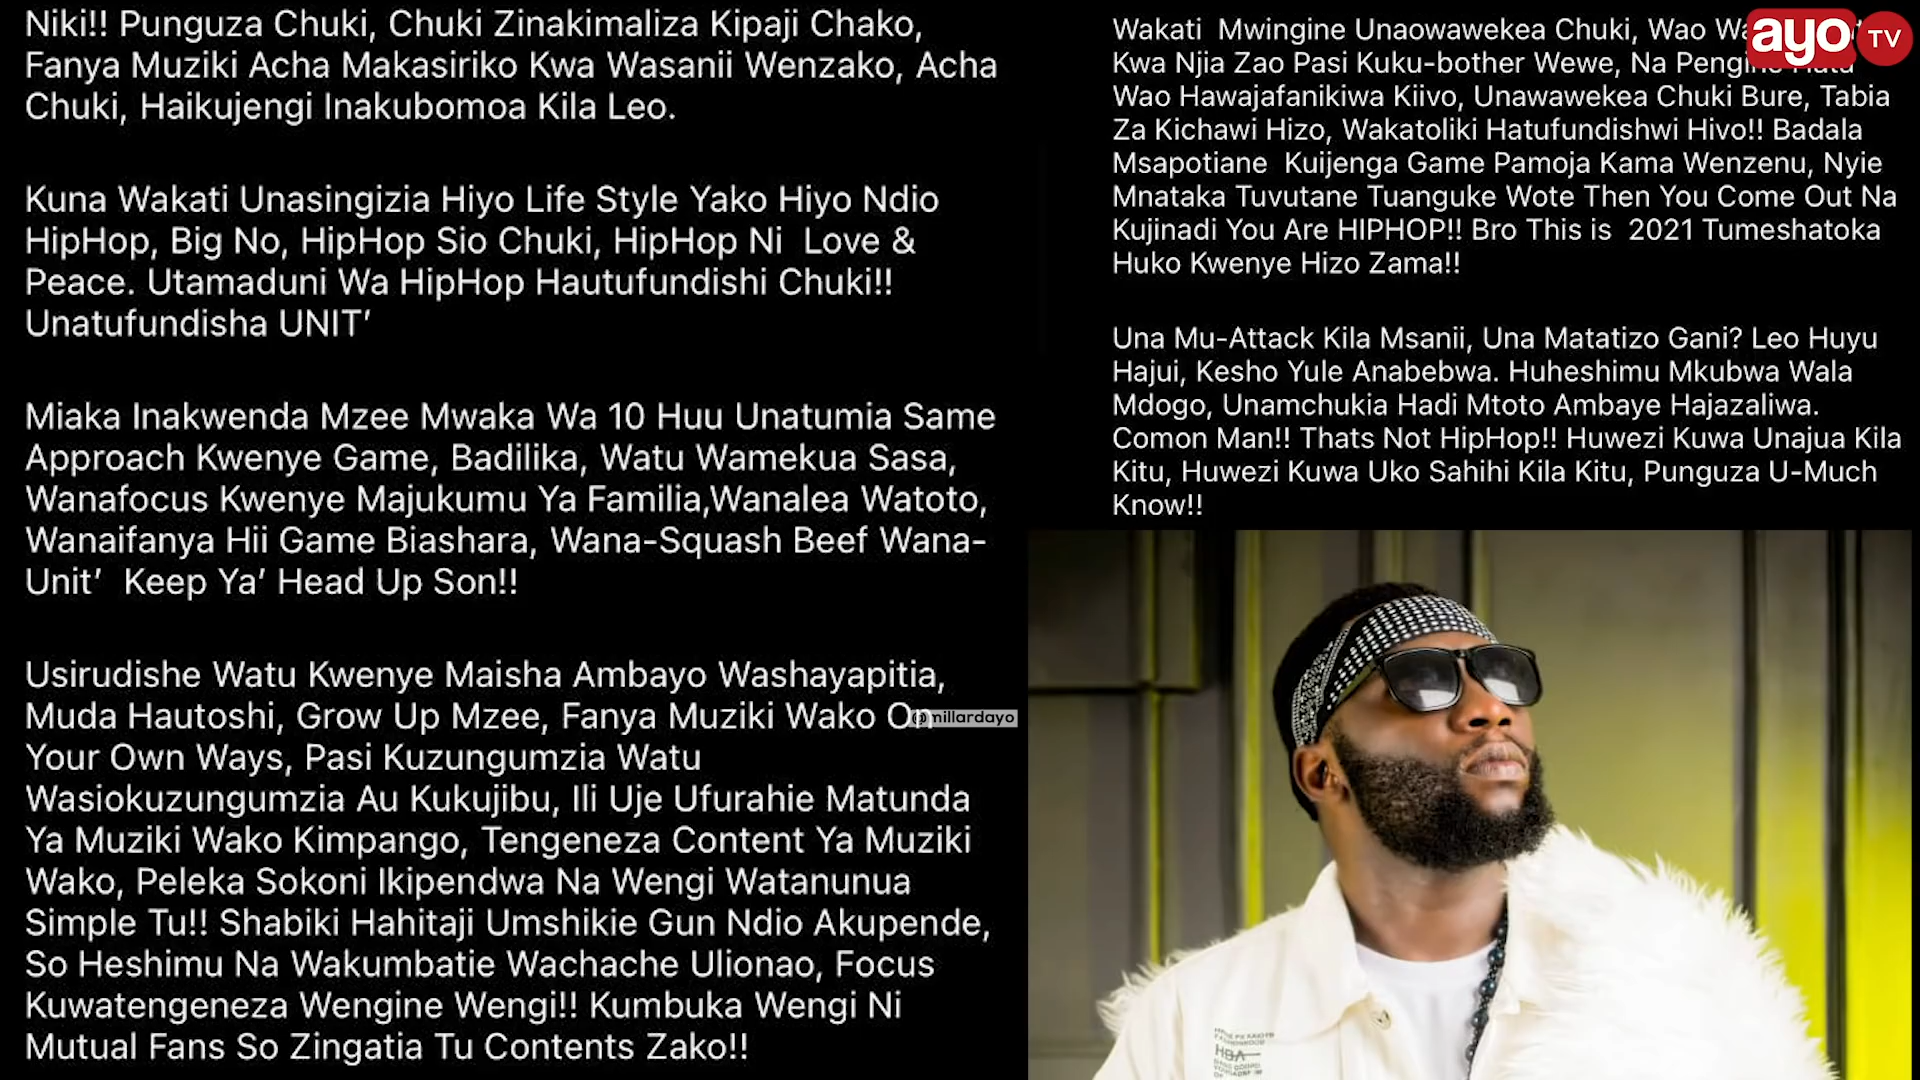 Niki!! Punguza Chuki, Chuki Zinakimaliza Kipaji Chako,
Fanya Muziki Acha Makasiriko Kwa Wasanii Wenzako, Acha
Chuki, Haikujengi Inakubomoa Kila Leo.
Kuna Wakati Unasingizia Hiyo Life Style Yako Hiyo Ndio
HipHop, Big No, HipHop Sio Chuki, HipHop Ni  Love &
Peace. Utamaduni Wa HipHop Hautufundishi Chuki!!
Unatufundisha UNIT’
Miaka Inakwenda Mzee Mwaka Wa 10 Huu Unatumia Same
Approach Kwenye Game, Badilika, Watu Wamekua Sasa,
Wanafocus Kwenye Majukumu Ya Familia,Wanalea Watoto,
Wanaifanya Hii Game Biashara, Wana-Squash Beef Wana-
Unit’  Keep Ya’ Head Up Son!!
Usirudishe Watu Kwenye Maisha Ambayo Washayapitia,
Muda Hautoshi, Grow Up Mzee, Fanya Muziki Wako On
Your Own Ways, Pasi Kuzungumzia Watu
Wasiokuzungumzia Au Kukujibu, Ili Uje Ufurahie Matunda
Ya Muziki Wako Kimpango, Tengeneza Content Ya Muziki
Wako, Peleka Sokoni Ikipendwa Na Wengi Watanunua
Simple Tu!! Shabiki Hahitaji Umshikie Gun Ndio Akupende,
So Heshimu Na Wakumbatie Wachache Ulionao, Focus
Kuwatengeneza Wengine Wengi!! Kumbuka Wengi Ni
Mutual Fans So Zingatia Tu Contents Zako!!
@millardayo
Wakati  Mwingine Unaowawekea Chuki, Wao
Kwa Njia Zao Pasi Kuku-bother Wewe, Na
Wao Hawajafanikiwa Kiivo, Unawawekea Chuki Bure, Tabia
Za Kichawi Hizo, Wakatoliki Hatufundishwi Hivo!! Badala
Msapotiane  Kuijenga Game Pamoja Kama Wenzenu, Nyie
Mnataka Tuvutane Tuanguke Wote Then You Come Out Na
Kujinadi You Are HIPHOP!! Bro This is  2021 Tumeshatoka
Huko Kwenye Hizo Zama!!
Una Mu-Attack Kila Msanii, Una Matatizo Gani? Leo Huyu
Hajui, Kesho Yule Anabebwa. Huheshimu Mkubwa Wala
Mdogo, Unamchukia Hadi Mtoto Ambaye Hajazaliwa.
Comon Man!! Thats Not HipHop!! Huwezi Kuwa Unajua Kila
Kitu, Huwezi Kuwa Uko Sahihi Kila Kitu, Punguza U-Much
Know!!
ayo TV